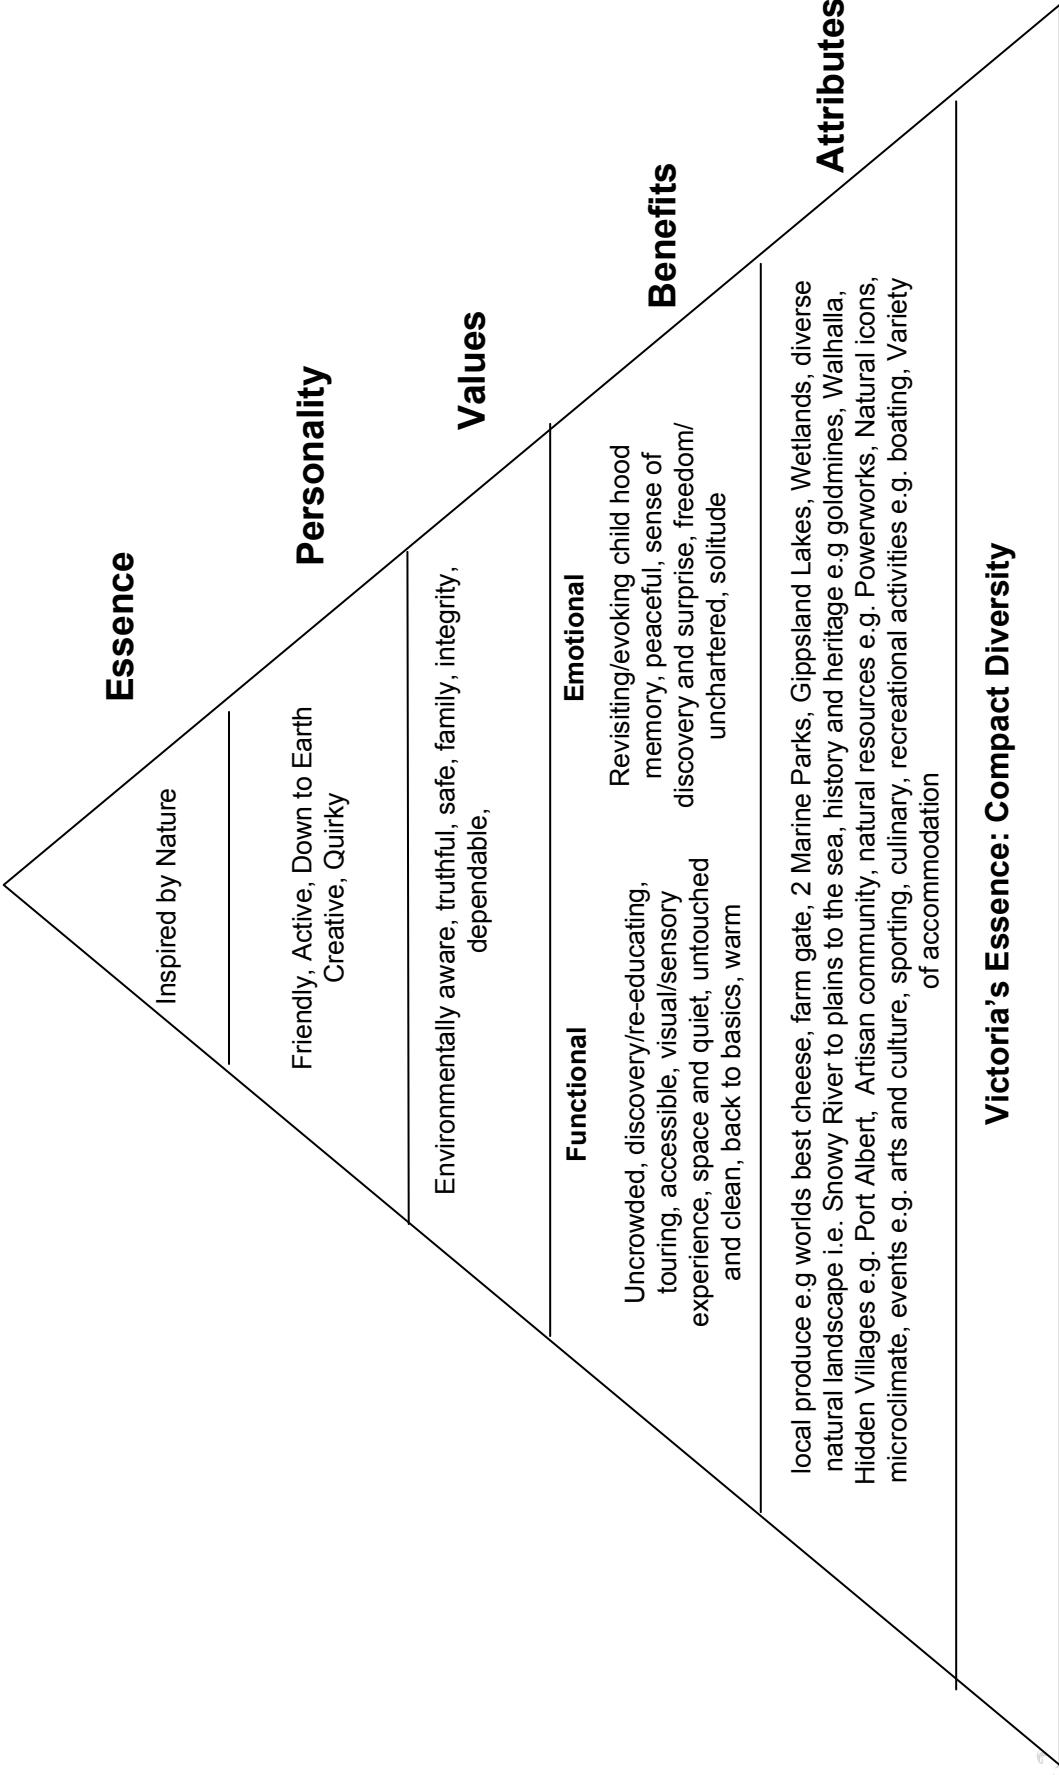 Essence
Inspired by Nature
Personality
Friendly, Active, Down to Earth
Creative, Quirky
Values
Environmentally aware, truthful, safe, family, integrity,
dependable,
Benefits
Functional
Uncrowded, discovery/re-educating,
touring, accessible, visual/sensory
experience, space and quiet, untouched
and clean, back to basics, warm
Emotional
Revisiting/evoking child hood
memory, peaceful, sense of
discovery and surprise, freedom/
unchartered, solitude
Attributes
local produce e.g worlds best cheese, farm gate, 2 Marine Parks, Gippsland Lakes, Wetlands, diverse
natural landscape i.e. Snowy River to plains to the sea, history and heritage e.g goldmines, Walhalla,
Hidden Villages e.g. Port Albert, Artisan community, natural resources e.g. Powerworks, Natural icons,
microclimate, events e.g. arts and culture, sporting, culinary, recreational activities e.g. boating, Variety
of accommodation
Victoria's Essence: Compact Diversity